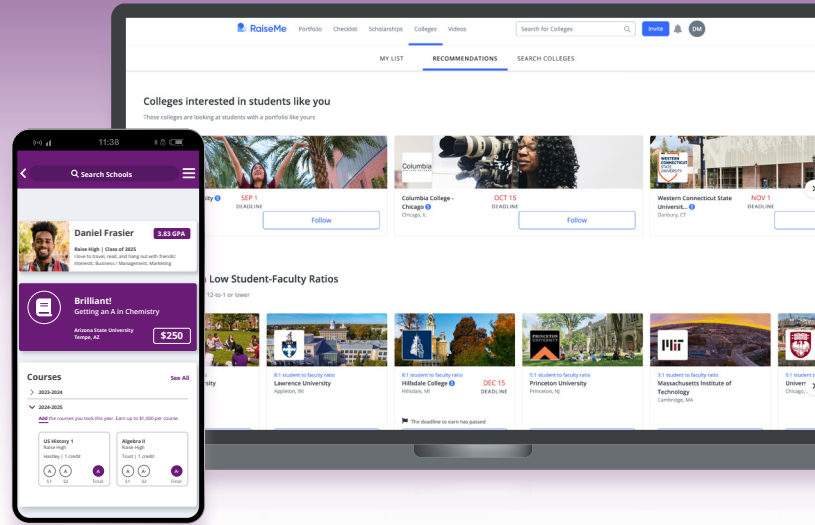 RaiseMe
Portfolio
Checklist
Scholarships
Colleges
Videos
Search for Colleges
Invite
DM
MY LIST
RECOMMENDATIONS
SEARCH COLLEGES
Colleges interested in students like you
These colleges are looking at students with a portfolio like yours
SEP 1
DEADLINE
Follow
Columbia
Columbia College -
Chicago
Chicago, IL
OCT 15
DEADLINE
Follow
WESTERN
CONNECTICUT
STATE
UNIVERSITY
Western Connecticut State
Universit...
Danbury, CT
NOV 1
DEADLINE
Low Student-Faculty Ratios
12-to-1 or lower
8:1 student to faculty ratio
Lawrence University
Appleton, WI
8:1 student to faculty ratio
Hillsdale College
Hillsdale, MI
DEC 15
DEADLINE
The deadline to earn has passed
PRINCETON
UNIVERSITY
5:1 student to faculty ratio
Princeton University
Princeton, NJ
3:1 student to faculty ratio
Massachusetts Institute of
Technology
Cambridge, MA
5:1 student
Chicago,
11:38
Search Schools
Daniel Frasier
3.83 GPA
Raise High | Class of 2025
I love to travel, read, and hang out with friends!
Interests: Business / Management, Marketing
Brilliant!
Getting an A in Chemistry
Arizona State University
Tempe, AZ
$250
Courses
See All
2023-2024
2024-2025
Add the courses you took this year. Earn up to $1,000 per course.
US History 1
Raise High
Hastley | 1 credit
A
A
A
S1
S2
Final
Algebra II
Raise High
Trust | 1 credit
A
A-
A-
S1
S2
Final